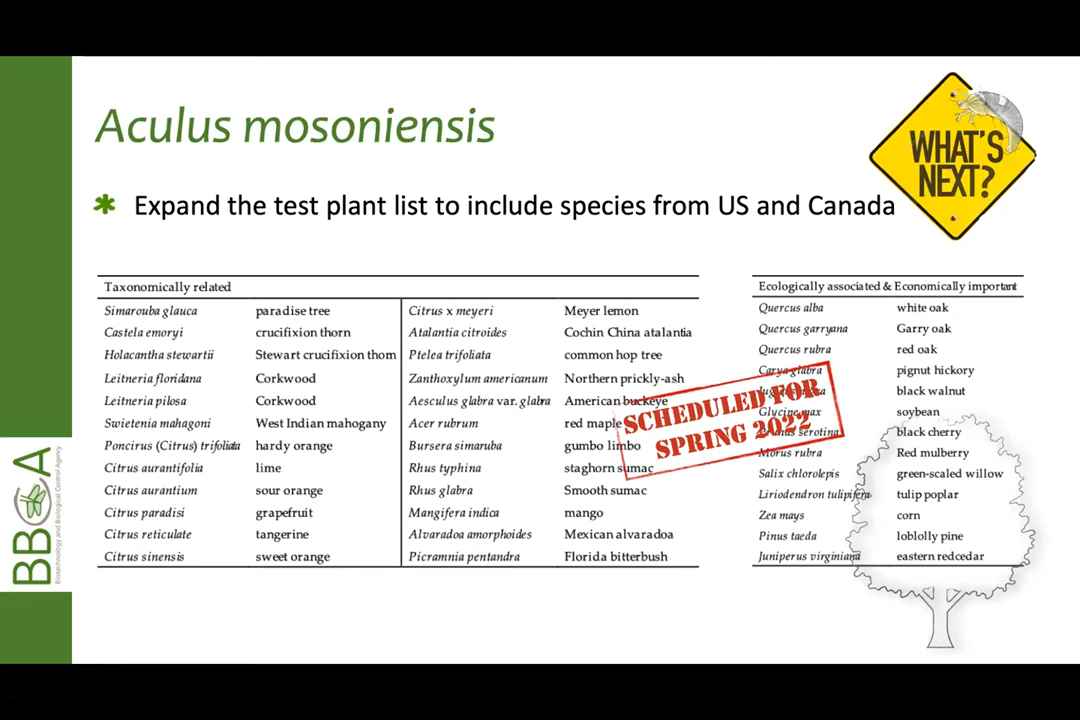 Aculus mosoniensis
WHAT'S
NEXT?
* Expand the test plant list to include species from US and Canada
Taxonomically related
Simarouba glauca paradise tree Citrus x meyeri Meyer lemon
Castela emoryi crucifixion thorn Atalantia citroides Cochin China atalantia
Holacantha stewartii Stewart crucifixion thorn Ptelea trifoliata common hop tree
Leitneria floridana Corkwood Zanthoxylum americanum Northern prickly-ash
Leitneria pilosa Corkwood Aesculus glabra var. glabra American buckeye
Swietenia mahagoni West Indian mahogany Acer rubrum red maple
Poncirus (Citrus) trifoliata hardy orange Bursera simaruba gumbo limbo
Citrus aurantifolia lime Rhus typhina staghorn sumac
Citrus aurantium sour orange Rhus glabra Smooth sumac
Citrus paradisi grapefruit Mangifera indica mango
Citrus reticulate tangerine Alvaradoa amorphoides Mexican alvaradoa
Citrus sinensis sweet orange Picramnia pentandra Florida bitterbush
Ecologically associated & Economically important
Quercus alba white oak
Quercus garryana Garry oak
Quercus rubra red oak
Carya glabra pignut hickory
black walnut
Glycine max soybean
serotina black cherry
Morus rubra Red mulberry
Salix chlorolepis green-scaled willow
Liriodendron tulipifera tulip poplar
Zea mays corn
Pinus taeda loblolly pine
Juniperus virginiana eastern redcedar
SCHEDULED FOR
SPRING 2022
BBCA
Biotechnology and Biological Control Agency